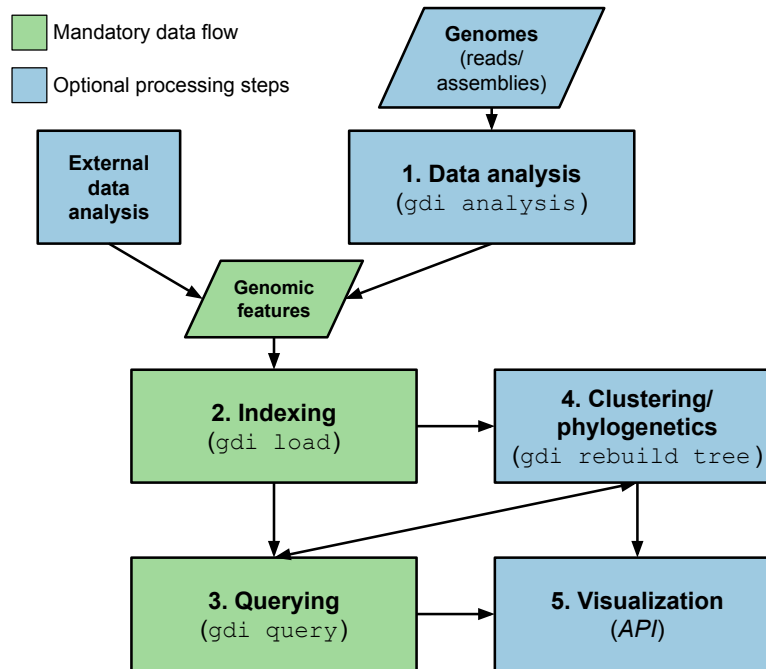 Mandatory data flow
Optional processing steps
Genomes
(reads/
assemblies)
External
data
analysis
1. Data analysis
(gdi analysis)
Genomic
features
2. Indexing
(gdi load)
4. Clustering/
phylogenetics
(gdi rebuild tree)
3. Querying
(gdi query)
5. Visualization
(API)